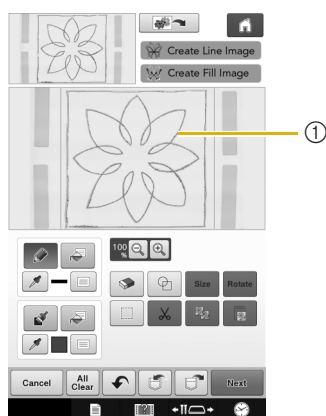 Create Line Image
Create Fill Image
①
100
%
Size
Rotate
Cancel
All
Clear
Next